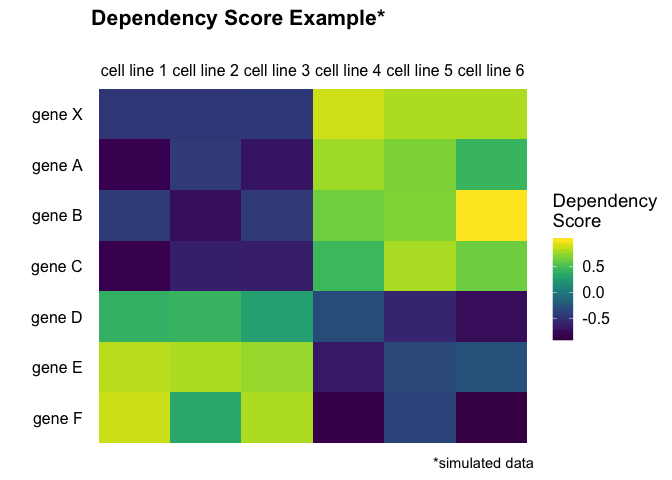 Dependency Score Example*
cell line 1 cell line 2 cell line 3 cell line 4 cell line 5 cell line 6
gene X
gene A
gene B
gene C
gene D
gene E
gene F
Dependency
Score
0.5
0.0
-0.5
*simulated data